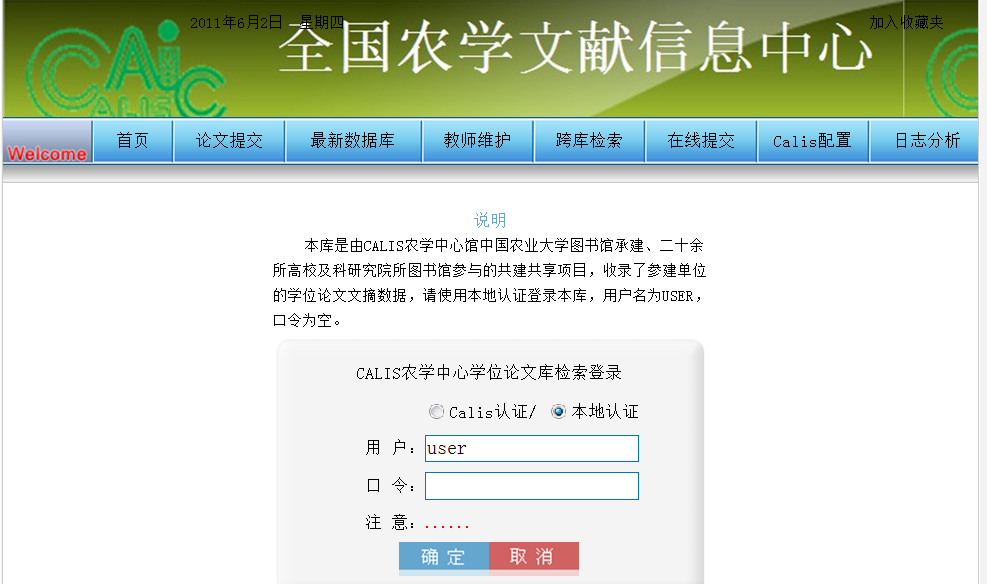 2011年6月2日 星期四
加入收藏夹
全国农学文献信息中心
CALIS
Welcome 首页 论文提交 最新数据库 教师维护 跨库检索 在线提交 Calis配置 日志分析
说明
本库是由CALIS农学中心馆中国农业大学图书馆承建、二十余
所高校及科研究院所图书馆参与的共建共享项目，收录了参建单位
的学位论文文摘数据，请使用本地认证登录本库，用户名为USER，
口令为空。
CALIS农学中心学位论文库检索登录
Calis认证/ 本地认证
用 户：user
口 令：
注 意：......
确 定 取 消